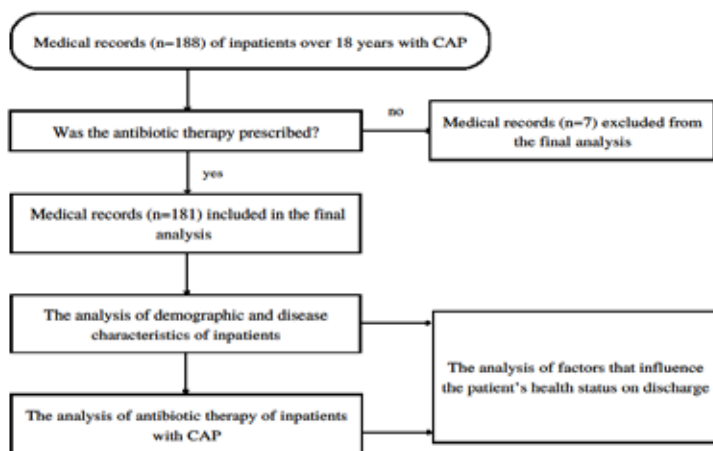 Medical records (n=188) of inpatients over 18 years with CAP
Was the antibiotic therapy prescribed?
no
Medical records (n=7) excluded from
the final analysis
yes
Medical records (n=181) included in the final
analysis
The analysis of demographic and disease
characteristics of inpatients
The analysis of factors that influence
the patient's health status on discharge
The analysis of antibiotic therapy of inpatients
with CAP